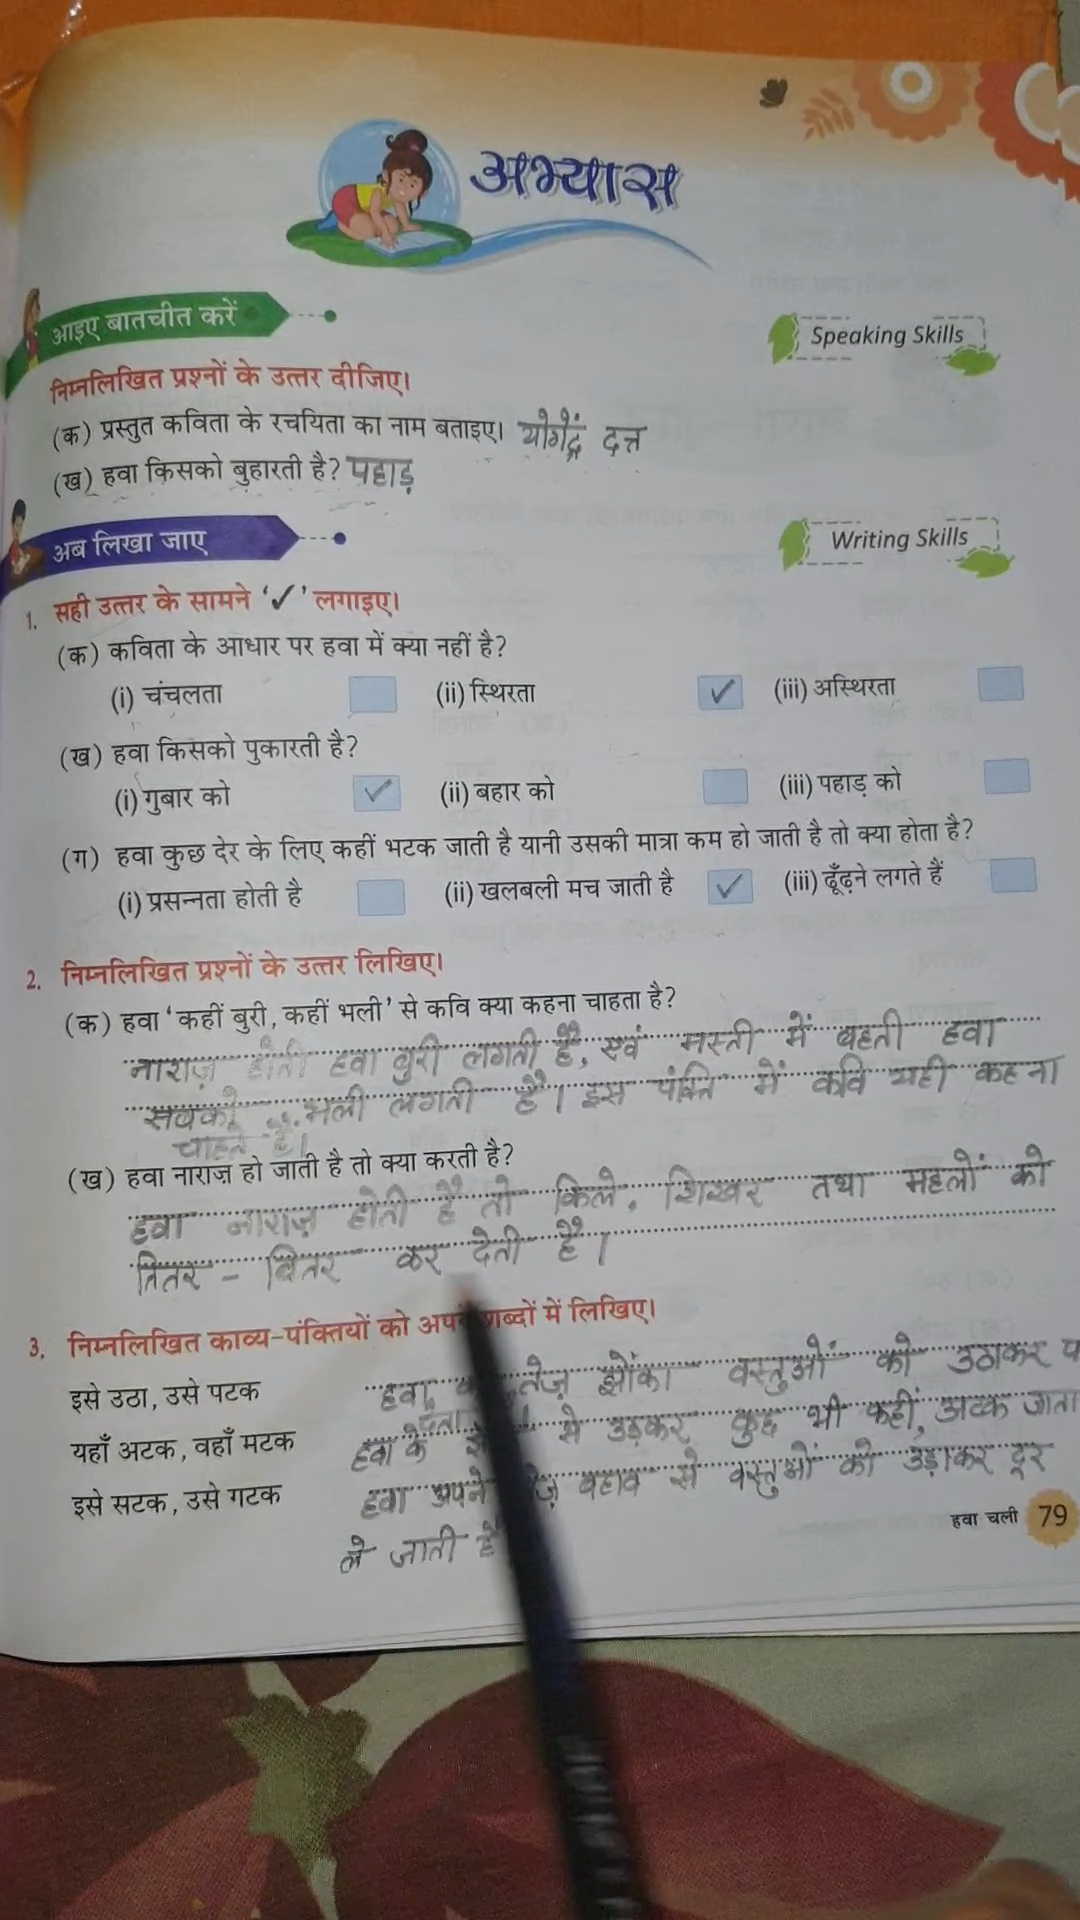 अभ्यास
आइए बातचीत करें
Speaking Skills
निम्नलिखित प्रश्नों के उत्तर दीजिए।
(क) प्रस्तुत कविता के रचयिता का नाम बताइए। योगेंद्र दत्त
(ख) हवा किसको बुहारती है? पहाड़
अब लिखा जाए
Writing Skills
1. सही उत्तर के सामने ‘✓’ लगाइए।
(क) कविता के आधार पर हवा में क्या नहीं है?
(i) चंचलता (ii) स्थिरता ✓ (iii) अस्थिरता
(ख) हवा किसको पुकारती है?
(i) गुबार को ✓ (ii) बहार को (iii) पहाड़ को
(ग) हवा कुछ देर के लिए कहीं भटक जाती है यानी उसकी मात्रा कम हो जाती है तो क्या होता है?
(i) प्रसन्नता होती है (ii) खलबली मच जाती है ✓ (iii) ढूँढ़ने लगते हैं
2. निम्नलिखित प्रश्नों के उत्तर लिखिए।
(क) हवा ‘कहीं बुरी, कहीं भली’ से कवि क्या कहना चाहता है?
नाराज़ होती हवा बुरी लगती है, एवं मस्ती में बहती हवा
सबको भली लगती है। इस पंक्ति में कवि यही कहना
चाहते हैं।
(ख) हवा नाराज़ हो जाती है तो क्या करती है?
हवा नाराज़ होती है तो किले, शिखर तथा महलों को
तितर - बितर कर देती है।
3. निम्नलिखित काव्य-पंक्तियों को अपने शब्दों में लिखिए।
इसे उठा, उसे पटक हवा तेज़ झोंका वस्तुओं को उठाकर
यहाँ अटक, वहाँ मटक हवा के से उड़कर कुछ भी कहीं, अटक जाता
इसे सटक, उसे गटक हवा अपने बहाव से वस्तुओं को उड़ाकर दूर
ले जाती है
हवा चली 79